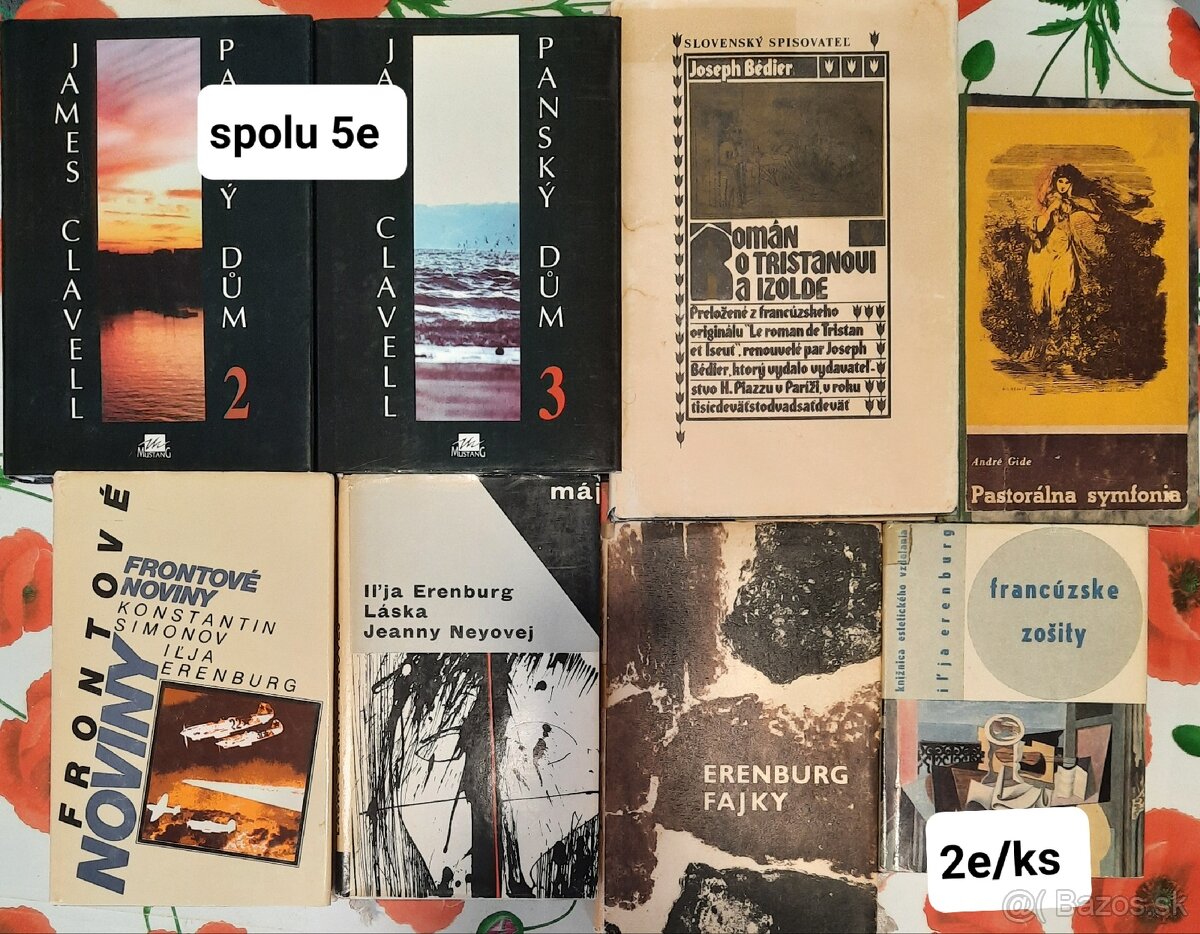 JAMES CLAVELL
PANSKÝ DŮM
2
MUSTANG
spolu 5e
JAMES CLAVELL
PANSKÝ DŮM
3
MUSTANG
SLOVENSKÝ SPISOVATEĽ
Joseph Bédier
Román
o TRISTANOVI
a IZOLDE
Preložené z francúzskeho
originálu "Le roman de Tristan
et Iseut", renouvelé par Joseph
Bédier, ktorý vydalo vydavateľ-
stvo H. Piazzu v Paríži, v roku
tisícdeväťstodvadsaťdeväť
André Gide
Pastorálna symfonia
FRONTOVÉ
NOVINY
FRONTOVÉ
NOVINY
KONSTANTIN
SIMONOV
IĽJA
ERENBURG
máj
Iľja Erenburg
Láska
Jeanny Neyovej
ERENBURG
FAJKY
knižnica estetického vzdelania
iľja erenburg
francúzske
zošity
2e/ks
@( Bazos.sk